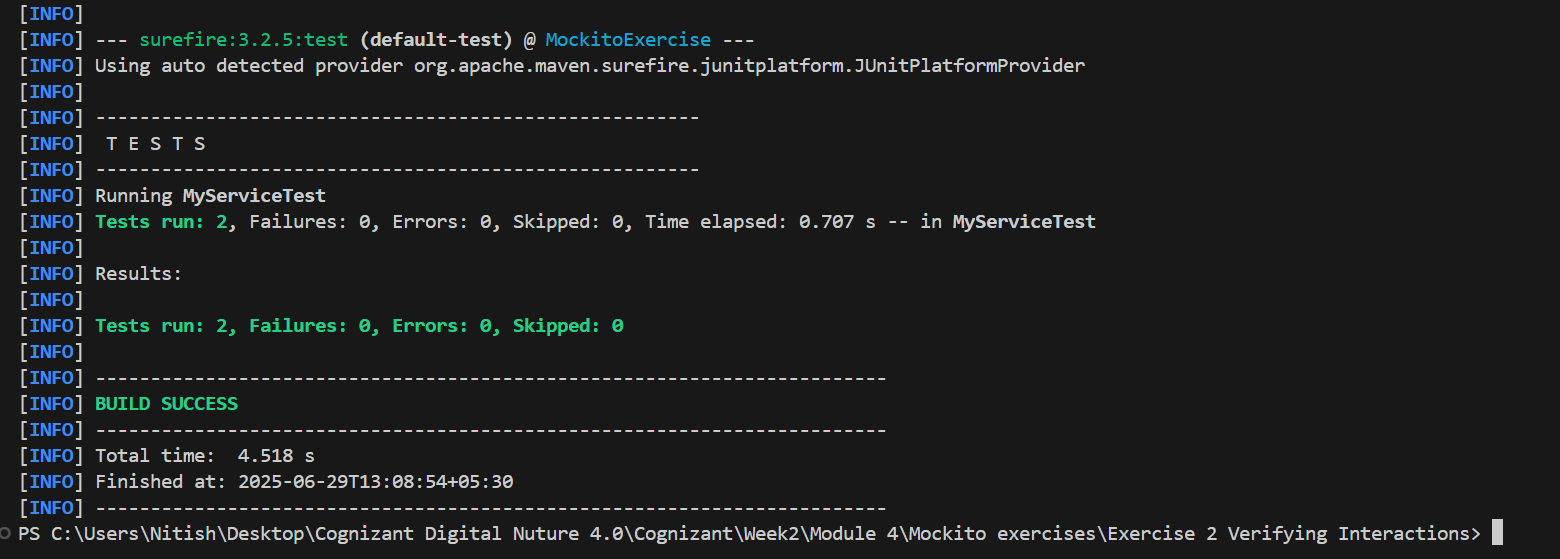 [INFO]
[INFO] --- surefire:3.2.5:test (default-test) @ MockitoExercise ---
[INFO] Using auto detected provider org.apache.maven.surefire.junitplatform.JUnitPlatformProvider
[INFO]
[INFO] -------------------------------------------------------
[INFO]  T E S T S
[INFO] -------------------------------------------------------
[INFO] Running MyServiceTest
[INFO] Tests run: 2, Failures: 0, Errors: 0, Skipped: 0, Time elapsed: 0.707 s -- in MyServiceTest
[INFO]
[INFO] Results:
[INFO]
[INFO] Tests run: 2, Failures: 0, Errors: 0, Skipped: 0
[INFO]
[INFO] ------------------------------------------------------------------------
[INFO] BUILD SUCCESS
[INFO] ------------------------------------------------------------------------
[INFO] Total time:  4.518 s
[INFO] Finished at: 2025-06-29T13:08:54+05:30
[INFO] ------------------------------------------------------------------------
PS C:\Users\Nitish\Desktop\Cognizant Digital Nuture 4.0\Cognizant\Week2\Module 4\Mockito exercises\Exercise 2 Verifying Interactions>